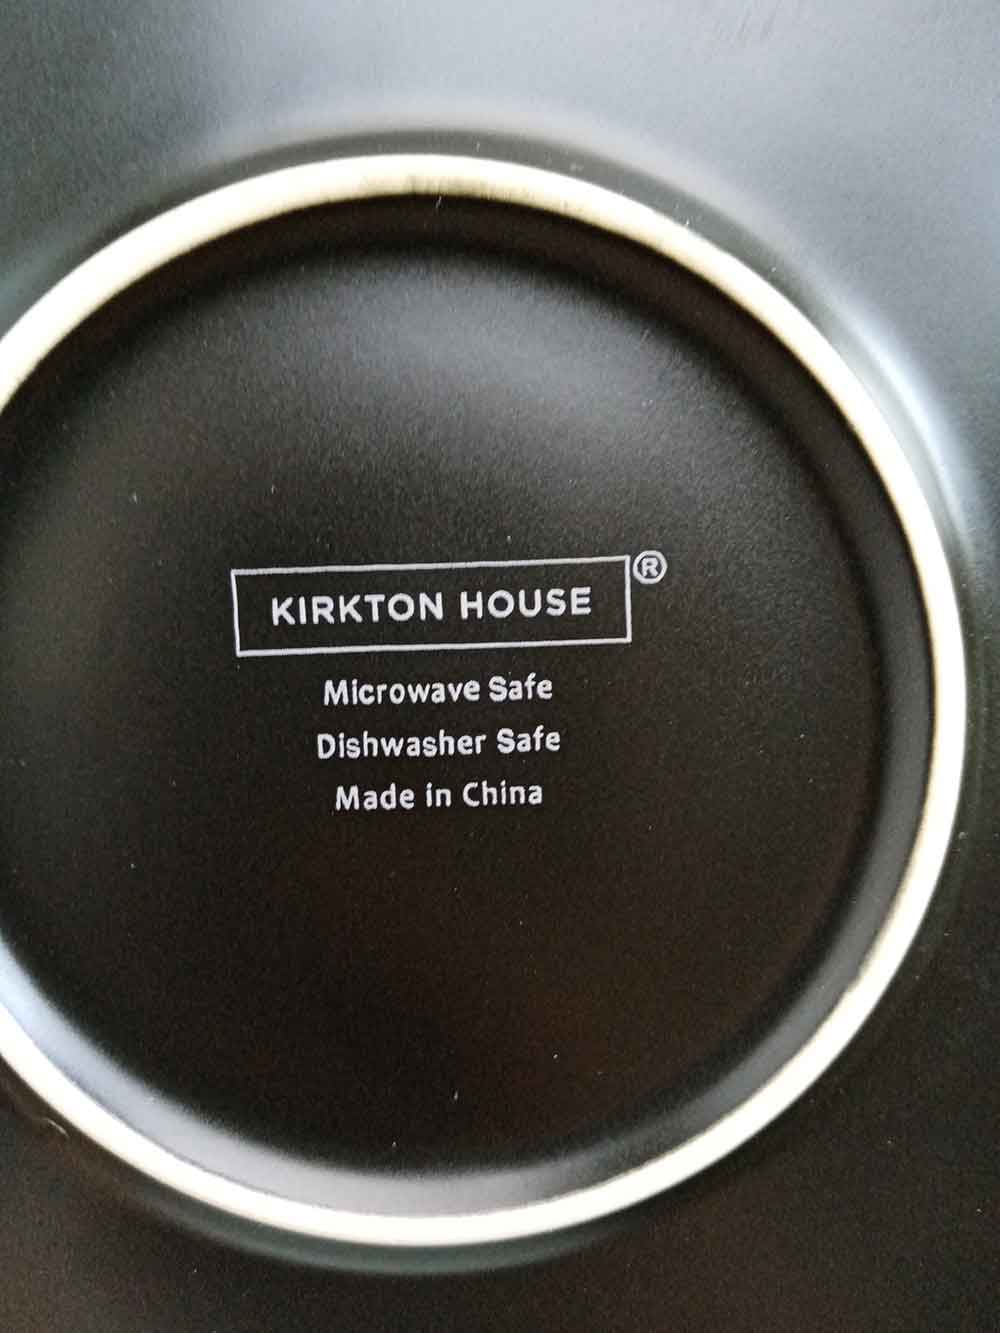 KIRKTON HOUSE®
Microwave Safe
Dishwasher Safe
Made in China